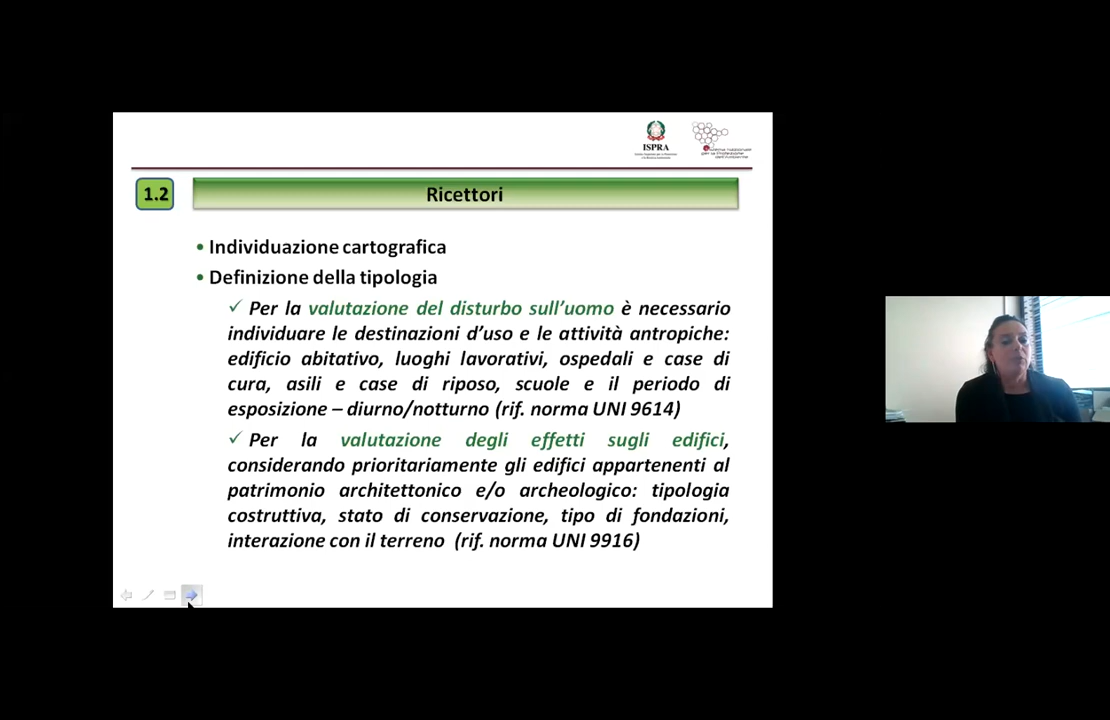 ISPRA
1.2
Ricettori
• Individuazione cartografica
• Definizione della tipologia
✓ Per la valutazione del disturbo sull'uomo è necessario
individuare le destinazioni d'uso e le attività antropiche:
edificio abitativo, luoghi lavorativi, ospedali e case di
cura, asili e case di riposo, scuole e il periodo di
esposizione – diurno/notturno (rif. norma UNI 9614)
✓ Per la valutazione degli effetti sugli edifici,
considerando prioritariamente gli edifici appartenenti al
patrimonio architettonico e/o archeologico: tipologia
costruttiva, stato di conservazione, tipo di fondazioni,
interazione con il terreno (rif. norma UNI 9916)